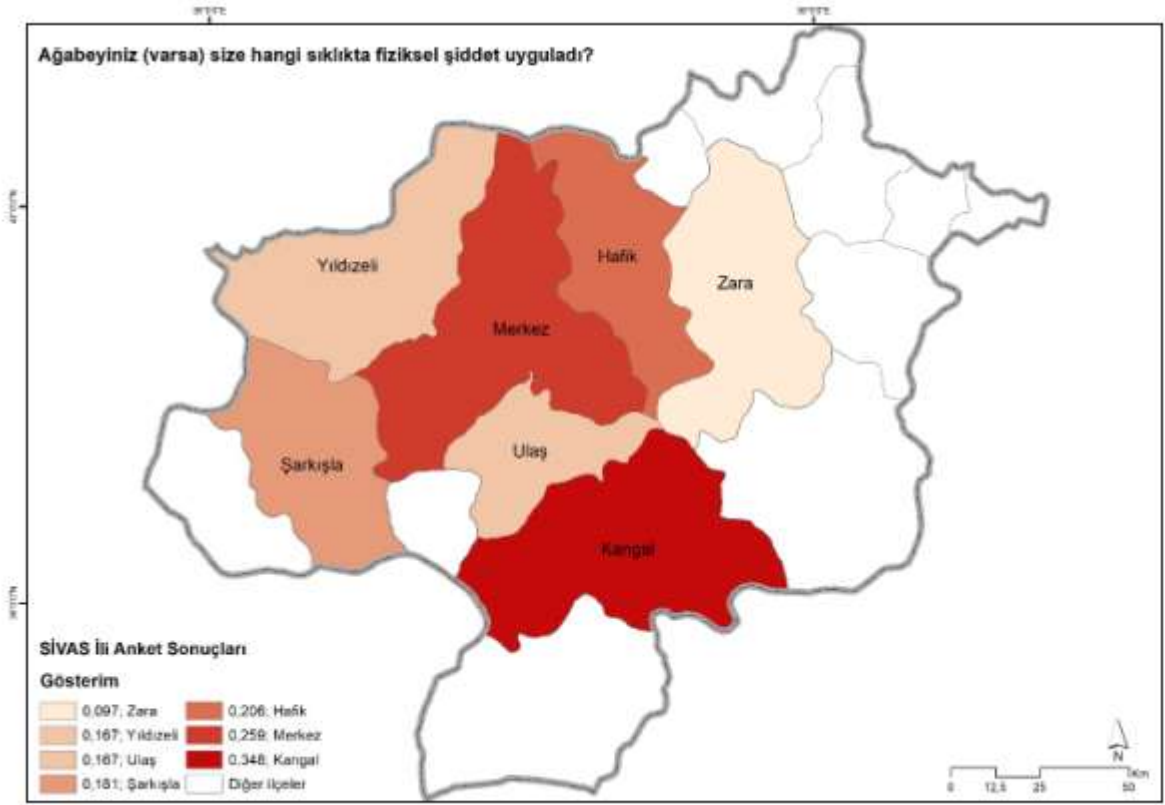 Ağabeyiniz (varsa) size hangi sıklıkta fiziksel şiddet uyguladı?
Yıldızeli
Hafik
Zara
Merkez
Ulaş
Şarkışla
Kangal
SİVAS İli Anket Sonuçları
Gösterim
0,097; Zara
0,167; Yıldızeli
0,167; Ulaş
0,181; Şarkışla
0,206; Hafik
0,259; Merkez
0,348; Kangal
Diğer ilçeler
N
Km
0 12,5 25 50